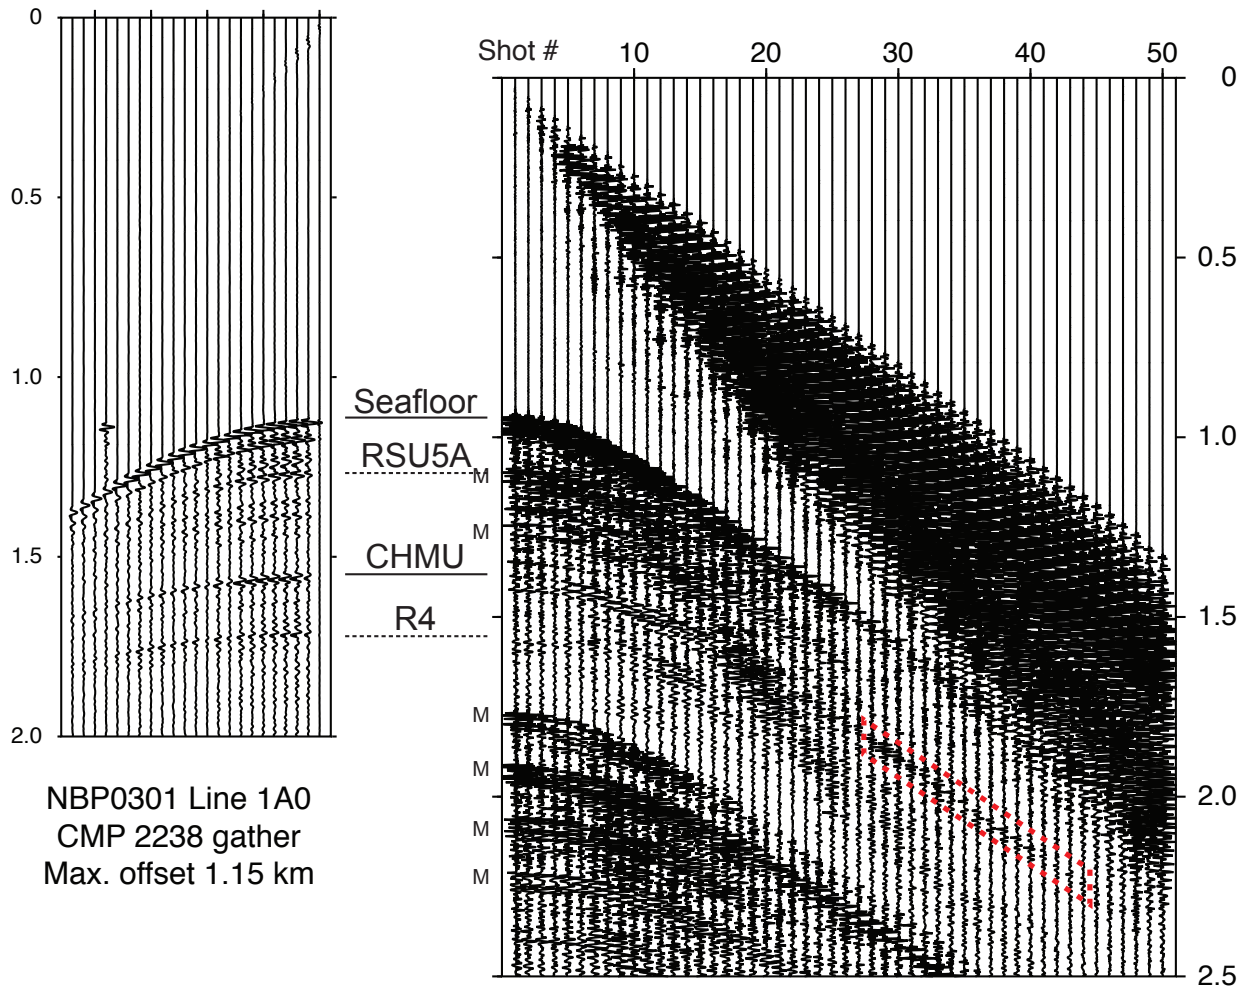 0
0.5
1.0
1.5
2.0
NBP0301 Line 1A0
CMP 2238 gather
Max. offset 1.15 km
Seafloor
RSU5A
CHMU
R4
Shot # 10 20 30 40 50
M
M
M
M
M
M
0
0.5
1.0
1.5
2.0
2.5